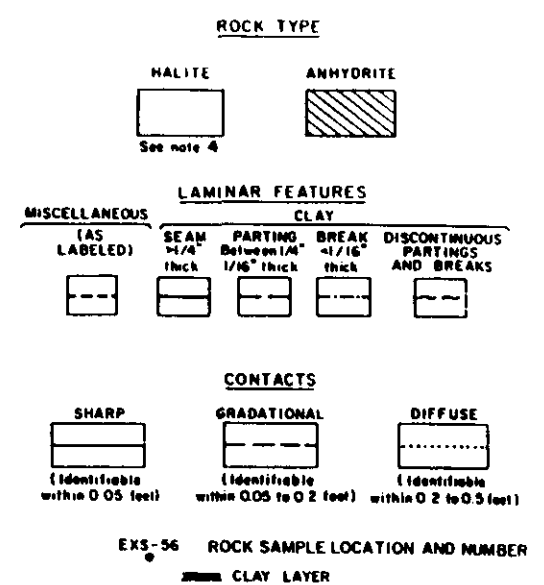 ROCK TYPE
HALITE ANHYDRITE
See note 4
LAMINAR FEATURES
MISCELLANEOUS CLAY
(AS LABELED) SEAM >1/4" thick PARTING Between 1/4" 1/16" thick BREAK <1/16" thick DISCONTINUOUS PARTINGS AND BREAKS
CONTACTS
SHARP GRADATIONAL DIFFUSE
(Identifiable within 0.05 feet) (Identifiable within 0.05 to 0.2 feet) (Identifiable within 0.2 to 0.5 feet)
EXS-56 ROCK SAMPLE LOCATION AND NUMBER
CLAY LAYER